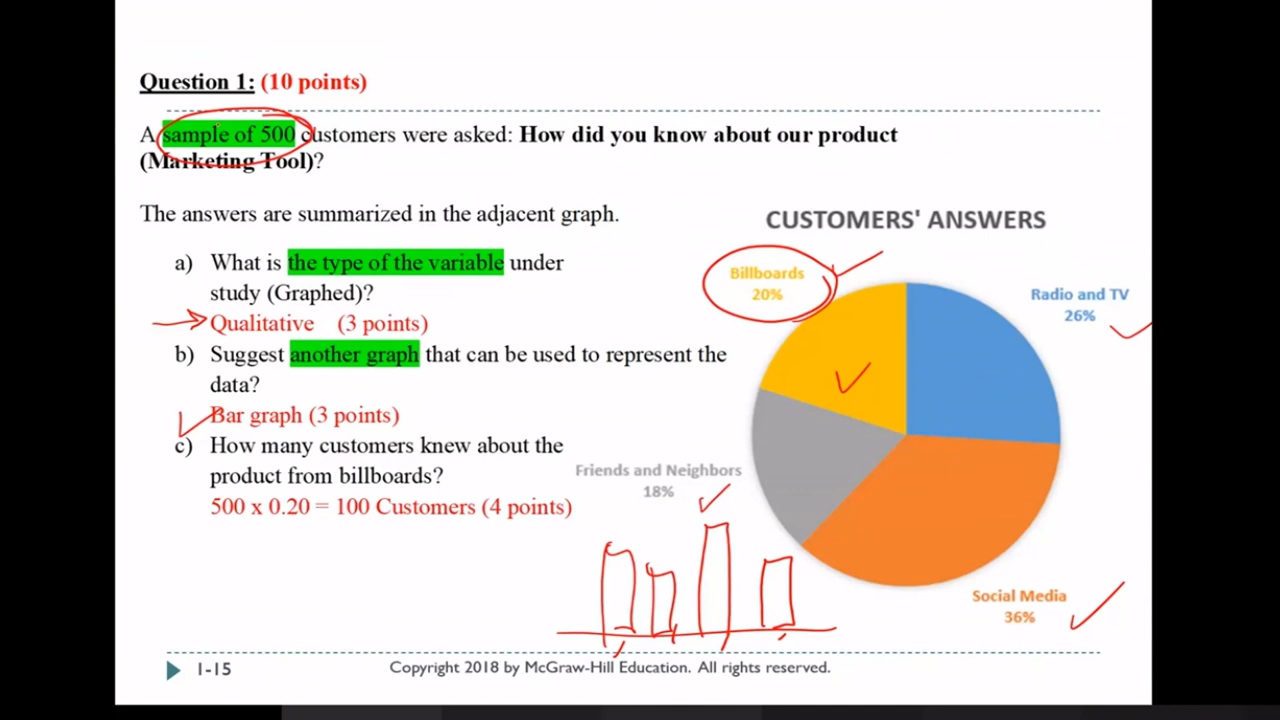 Question 1: (10 points)
A sample of 500 customers were asked: How did you know about our product
(Marketing Tool)?
The answers are summarized in the adjacent graph.
a) What is the type of the variable under
study (Graphed)?
Qualitative (3 points)
b) Suggest another graph that can be used to represent the
data?
Bar graph (3 points)
c) How many customers knew about the
product from billboards?
500 x 0.20 = 100 Customers (4 points)
CUSTOMERS' ANSWERS
Billboards
20%
Radio and TV
26%
Friends and Neighbors
18%
Social Media
36%
1-15
Copyright 2018 by McGraw-Hill Education. All rights reserved.